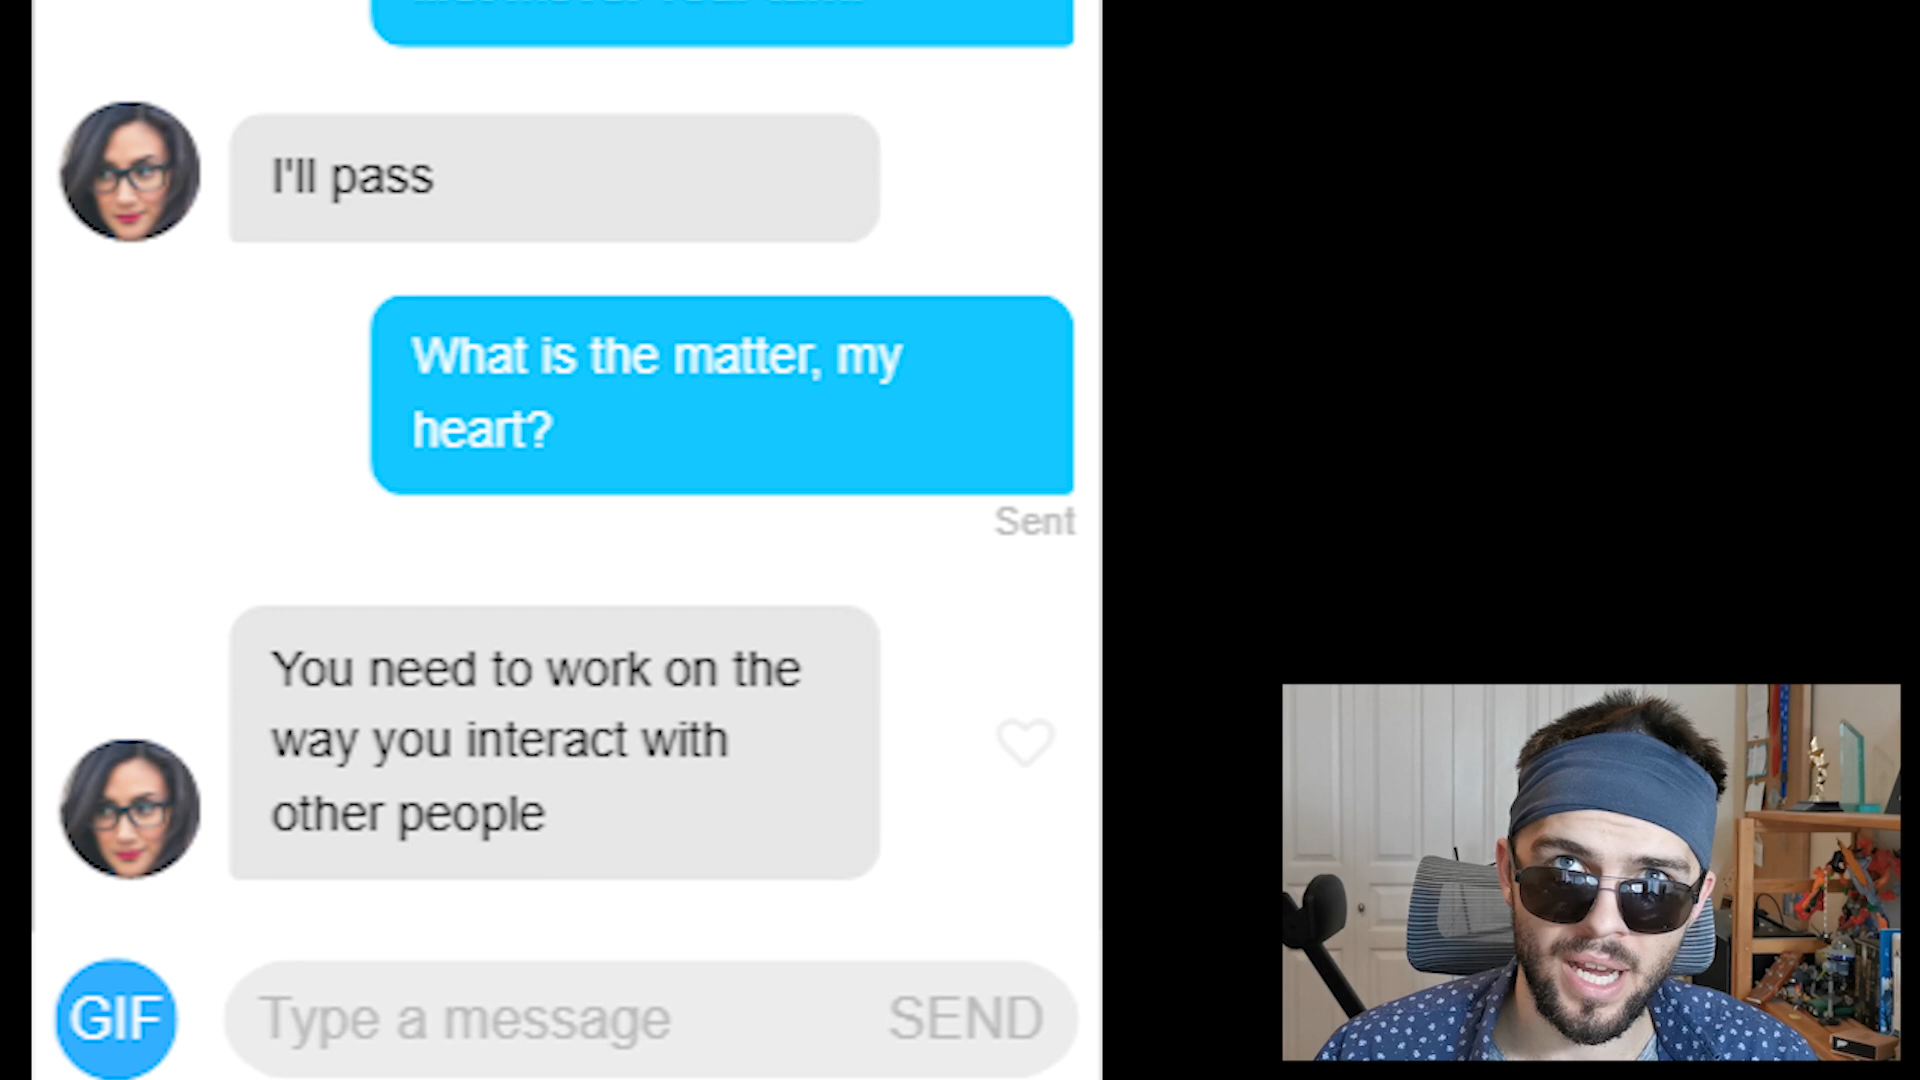 I'll pass
What is the matter, my
heart?
Sent
You need to work on the
way you interact with
other people
GIF
Type a message
SEND